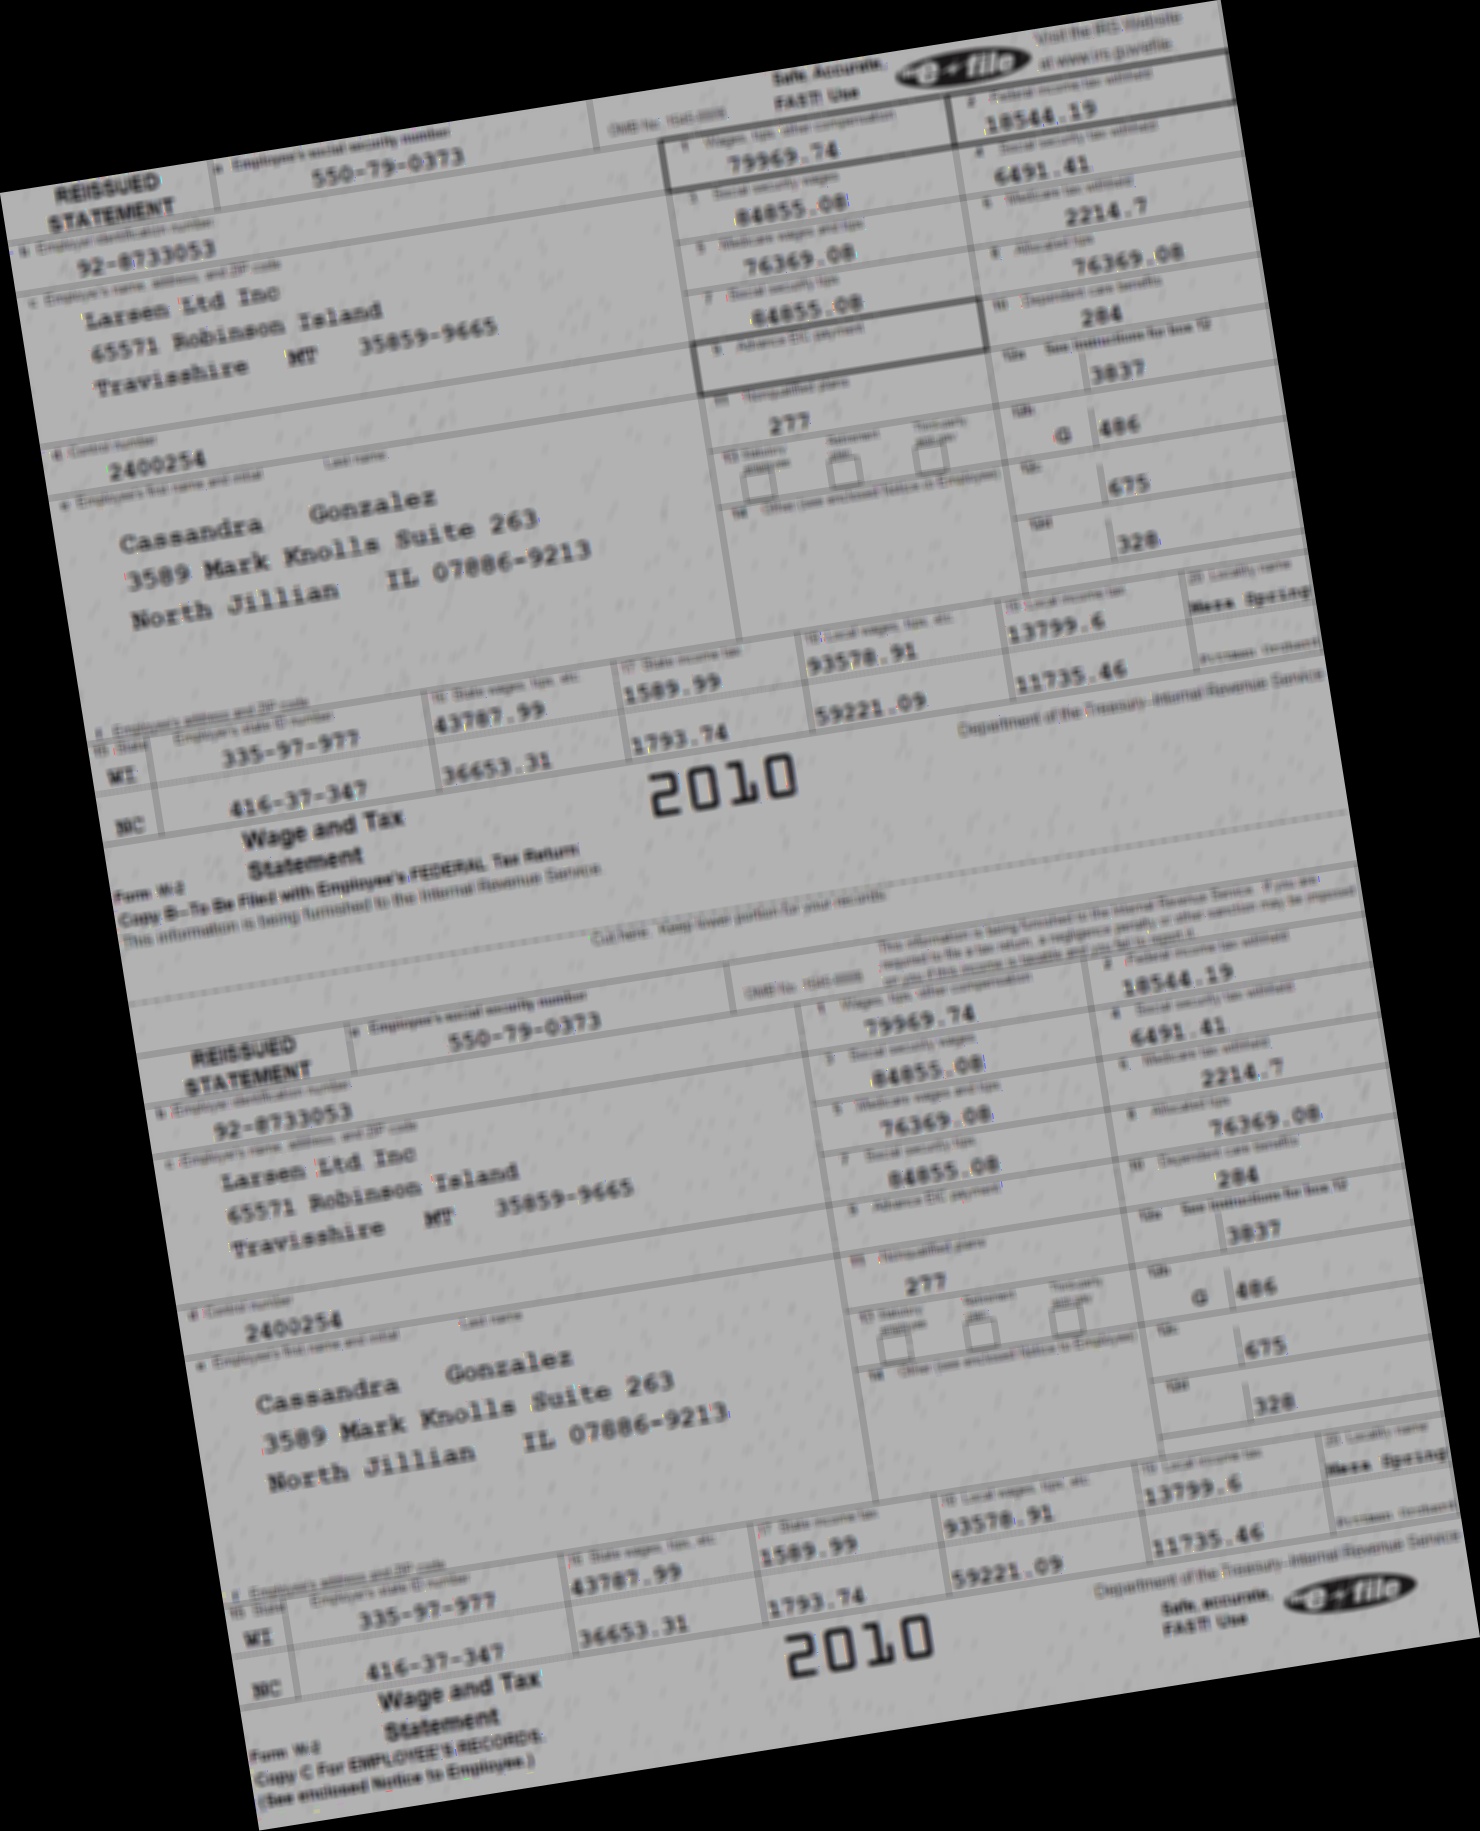 Visit the IRS Website
Safe, Accurate, e-file at www.irs.gov/efile
FAST! Use
REISSUED STATEMENT
a Employee's social security number
550-79-0373
OMB No. 1545-0008
1 Wages, tips, other compensation
79969.74
2 Federal income tax withheld
18544.19
3 Social security wages
84855.08
4 Social security tax withheld
6491.41
b Employer identification number
92-8733053
5 Medicare wages and tips
76369.08
6 Medicare tax withheld
2214.7
c Employer's name, address, and ZIP code
Larsen Ltd Inc
65571 Robinson Island
Travisshire MT 35859-9665
7 Social security tips
84855.08
8 Allocated tips
76369.08
9 Advance EIC payment
10 Dependent care benefits
284
11 Nonqualified plans
277
12a See instructions for box 12
3837
12b
G 486
12c
675
12d
328
d Control number
2400254
13 Statutory employee
Retirement plan
Third-party sick pay
14 Other (see enclosed Notice to Employee)
e Employee's first name and initial Last name
Cassandra Gonzalez
3589 Mark Knolls Suite 263
North Jillian IL 07886-9213
f Employee's address and ZIP code
15 State Employer's state ID number
16 State wages, tips, etc.
17 State income tax
18 Local wages, tips, etc.
19 Local income tax
20 Locality name
335-97-977 43787.99 1589.99 93578.91 13799.6 Mesa Spring
NC 416-37-347 36653.31 1793.74 59221.09 11735.46
Form W-2
Wage and Tax Statement
2010
Department of the Treasury-Internal Revenue Service
Copy B-To Be Filed with Employee's FEDERAL Tax Return
This information is being furnished to the Internal Revenue Service.
Cut here. Keep lower portion for your records.
This information is being furnished to the Internal Revenue Service. If you are
required to file a tax return, a negligence penalty or other sanction may be imposed
on you if this income is taxable and you fail to report it.
REISSUED STATEMENT
a Employee's social security number
550-79-0373
OMB No. 1545-0008
1 Wages, tips, other compensation
79969.74
2 Federal income tax withheld
18544.19
3 Social security wages
84855.08
4 Social security tax withheld
6491.41
b Employer identification number
92-8733053
5 Medicare wages and tips
76369.08
6 Medicare tax withheld
2214.7
c Employer's name, address, and ZIP code
Larsen Ltd Inc
65571 Robinson Island
Travisshire MT 35859-9665
7 Social security tips
84855.08
8 Allocated tips
76369.08
9 Advance EIC payment
10 Dependent care benefits
284
11 Nonqualified plans
277
12a See instructions for box 12
3837
12b
G 486
12c
675
12d
328
d Control number
2400254
13 Statutory employee
Retirement plan
Third-party sick pay
14 Other (see enclosed Notice to Employee)
e Employee's first name and initial Last name
Cassandra Gonzalez
3589 Mark Knolls Suite 263
North Jillian IL 07886-9213
f Employee's address and ZIP code
15 State Employer's state ID number
16 State wages, tips, etc.
17 State income tax
18 Local wages, tips, etc.
19 Local income tax
20 Locality name
335-97-977 43787.99 1589.99 93578.91 13799.6 Mesa Spring
NC 416-37-347 36653.31 1793.74 59221.09 11735.46
Form W-2
Wage and Tax Statement
2010
Department of the Treasury-Internal Revenue Service
Safe, accurate, FAST! Use e-file
Copy C For EMPLOYEE'S RECORDS.
(See enclosed Notice to Employee.)